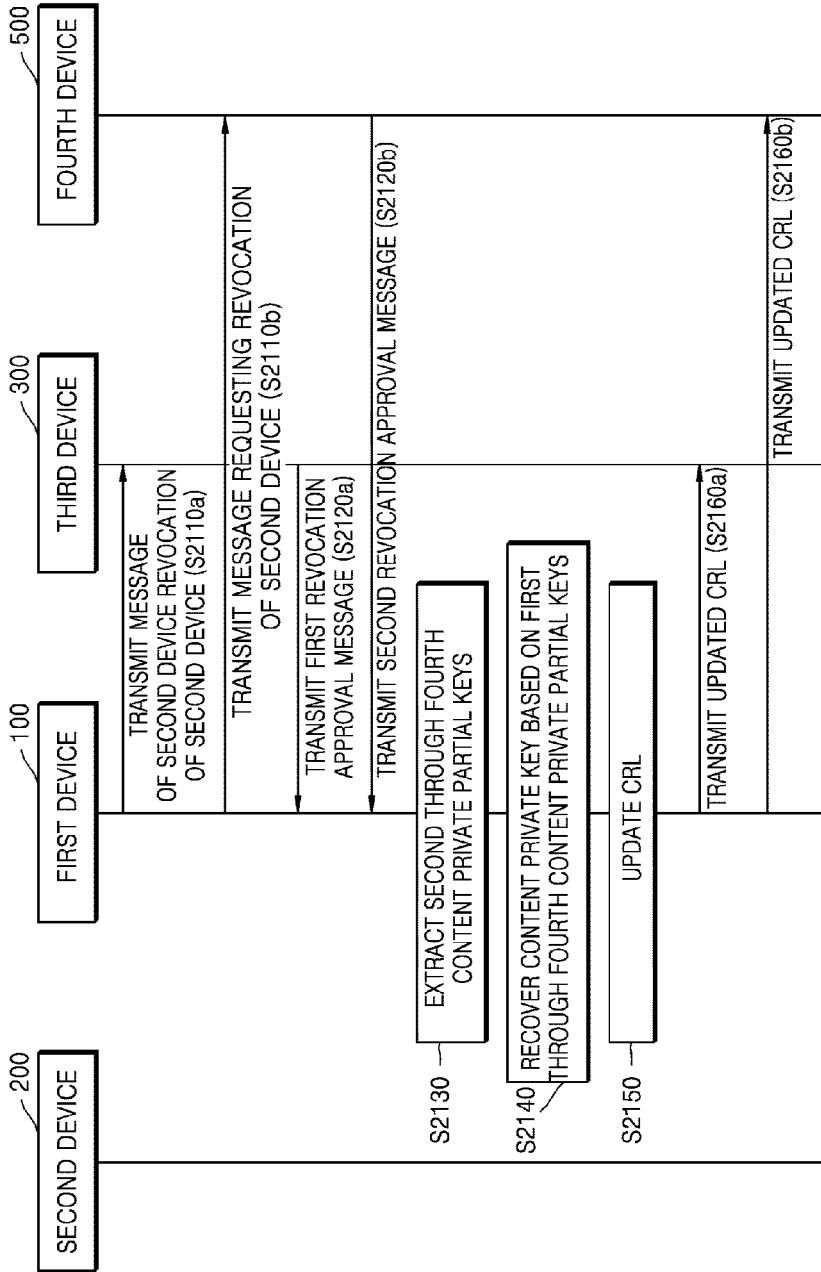 200
SECOND DEVICE
100
FIRST DEVICE
300
THIRD DEVICE
500
FOURTH DEVICE
TRANSMIT MESSAGE
OF SECOND DEVICE REVOCATION
OF SECOND DEVICE (S2110a)
TRANSMIT MESSAGE REQUESTING REVOCATION
OF SECOND DEVICE (S2110b)
TRANSMIT FIRST REVOCATION
APPROVAL MESSAGE (S2120a)
TRANSMIT SECOND REVOCATION APPROVAL MESSAGE (S2120b)
S2130
EXTRACT SECOND THROUGH FOURTH
CONTENT PRIVATE PARTIAL KEYS
S2140
RECOVER CONTENT PRIVATE KEY BASED ON FIRST
THROUGH FOURTH CONTENT PRIVATE PARTIAL KEYS
S2150
UPDATE CRL
TRANSMIT UPDATED CRL (S2160a)
TRANSMIT UPDATED CRL (S2160b)